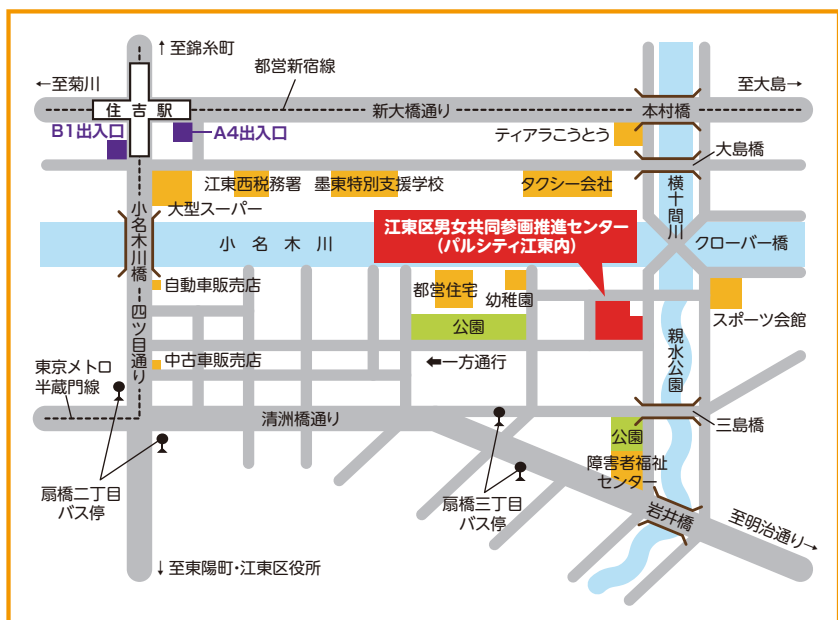 ↑至錦糸町
←至菊川
都営新宿線
至大島→
住吉駅
新大橋通り
本村橋
B1出入口
A4出入口
ティアラこうとう
大島橋
江東西税務署
墨東特別支援学校
タクシー会社
横十間川
大型スーパー
小名木川橋
小名木川
江東区男女共同参画推進センター
(パルシティ江東内)
クローバー橋
自動車販売店
都営住宅
幼稚園
スポーツ会館
四ツ目通り
公園
親水公園
東京メトロ
半蔵門線
中古車販売店
←一方通行
清洲橋通り
三島橋
公園
障害者福祉
センター
扇橋二丁目
バス停
扇橋三丁目
バス停
岩井橋
至明治通り→
↓至東陽町・江東区役所